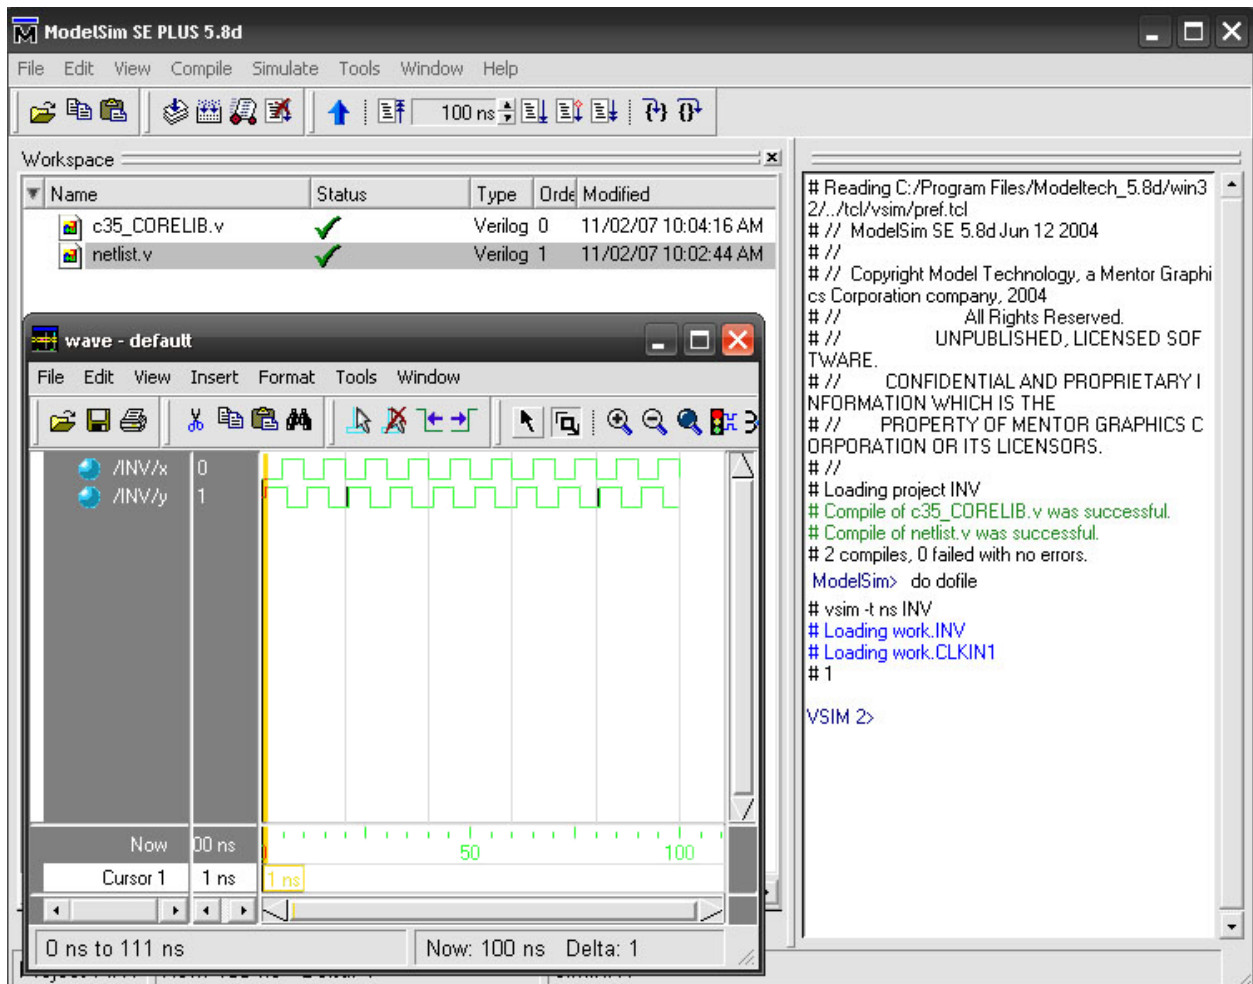 ModelSim SE PLUS 5.8d
File Edit View Compile Simulate Tools Window Help
100 ns
Workspace
Name Status Type Orde Modified
c35_CORELIB.v Verilog 0 11/02/07 10:04:16 AM
netlist.v Verilog 1 11/02/07 10:02:44 AM
wave - default
File Edit View Insert Format Tools Window
/INV/x 0
/INV/y 1
Now 00 ns 50 100
Cursor 1 1 ns 1 ns
0 ns to 111 ns Now: 100 ns Delta: 1
# Reading C:/Program Files/Modeltech_5.8d/win3
2/../tcl/vsim/pref.tcl
# // ModelSim SE 5.8d Jun 12 2004
# //
# // Copyright Model Technology, a Mentor Graphi
cs Corporation company, 2004
# // All Rights Reserved.
# // UNPUBLISHED, LICENSED SOF
TWARE.
# // CONFIDENTIAL AND PROPRIETARY I
NFORMATION WHICH IS THE
# // PROPERTY OF MENTOR GRAPHICS C
ORPORATION OR ITS LICENSORS.
# //
# Loading project INV
# Compile of c35_CORELIB.v was successful.
# Compile of netlist.v was successful.
# 2 compiles, 0 failed with no errors.
ModelSim> do dofile
# vsim -t ns INV
# Loading work.INV
# Loading work.CLKIN1
# 1
VSIM 2>